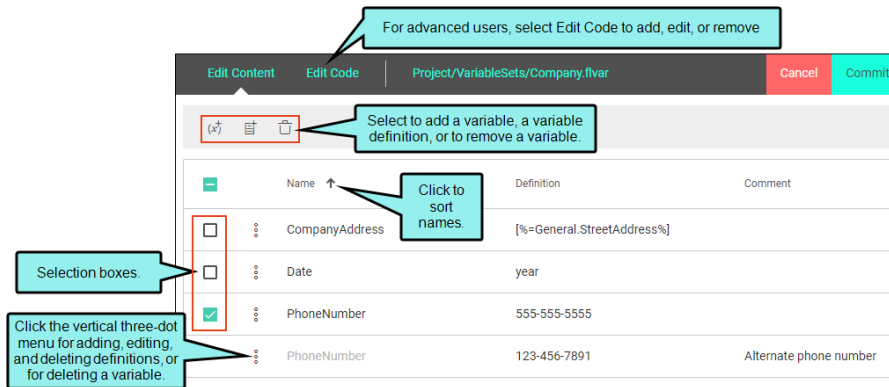 For advanced users, select Edit Code to add, edit, or remove
Edit Content Edit Code Project/VariableSets/Company.flvar Cancel Commit
(x)+
Select to add a variable, a variable
definition, or to remove a variable.
Name ↑ Definition Comment
Click to
sort
names.
CompanyAddress [%=General.StreetAddress%]
Selection boxes.
Date year
PhoneNumber 555-555-5555
Click the vertical three-dot
menu for adding, editing,
and deleting definitions, or
for deleting a variable.
PhoneNumber 123-456-7891 Alternate phone number